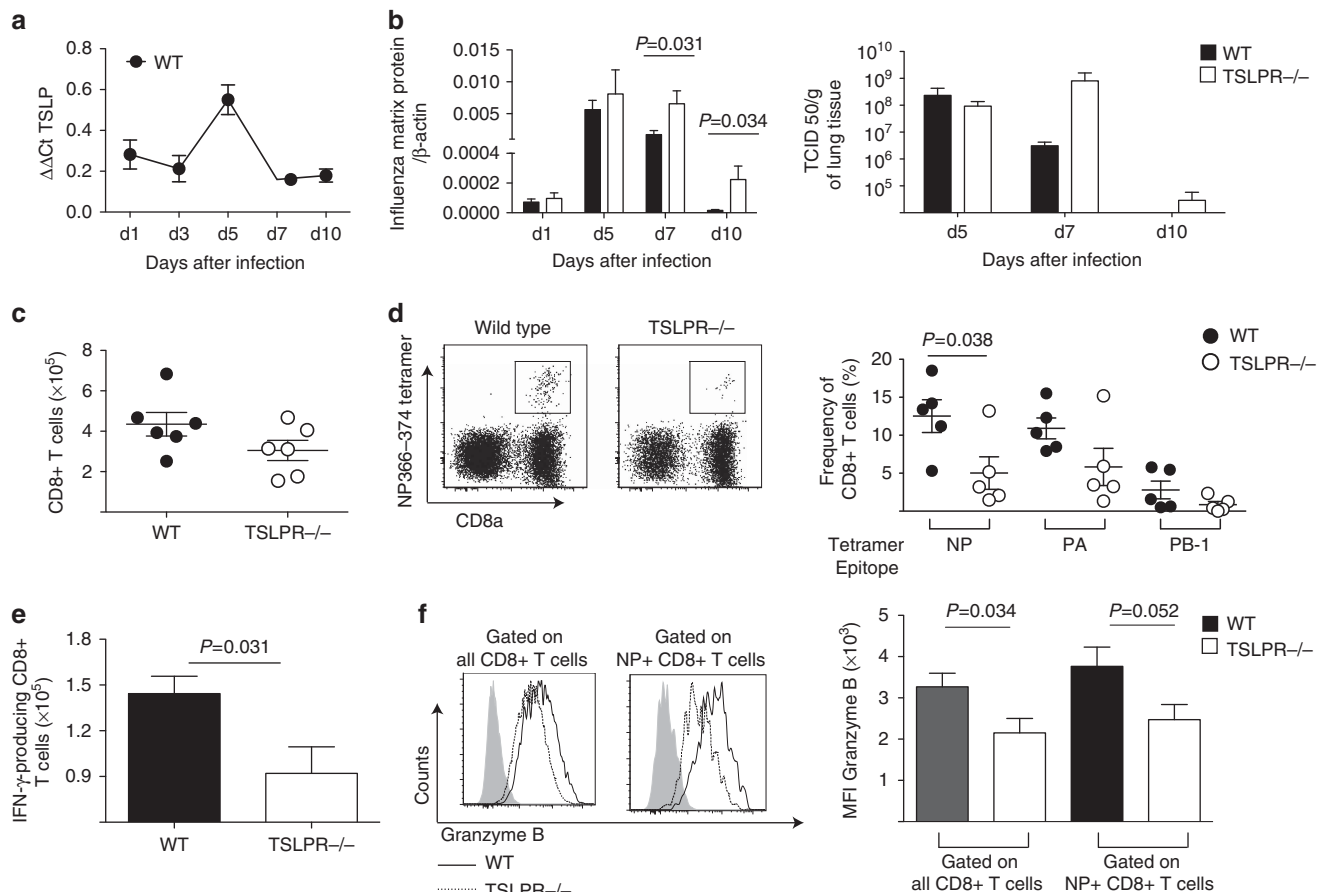 a
0.8
0.6
0.4
0.2
0.0
ΔΔCt TSLP
WT
d1 d3 d5 d7 d10
Days after infection
b
0.015
0.010
0.005
0.0004
0.0002
0.0000
Influenza matrix protein
/β-actin
P=0.031
P=0.034
d1 d5 d7 d10
Days after infection
10^10
10^9
10^8
10^7
10^6
10^5
TCID 50/g
of lung tissue
WT
TSLPR–/–
d5 d7 d10
Days after infection
c
8
6
4
2
CD8+ T cells (×10^5)
WT TSLPR–/–
d
Wild type TSLPR–/–
NP366–374 tetramer
CD8a
20
15
10
5
0
Frequency of
CD8+ T cells (%)
P=0.038
WT
TSLPR–/–
Tetramer
Epitope
NP PA PB-1
e
1.8
1.5
1.2
0.9
IFN-γ-producing CD8+
T cells (×10^5)
P=0.031
WT TSLPR–/–
f
Gated on
all CD8+ T cells
Gated on
NP+ CD8+ T cells
Counts
Granzyme B
WT
TSLPR–/–
5
4
3
2
1
MFI Granzyme B (×10^3)
P=0.034
P=0.052
WT
TSLPR–/–
Gated on
all CD8+ T cells
Gated on
NP+ CD8+ T cells